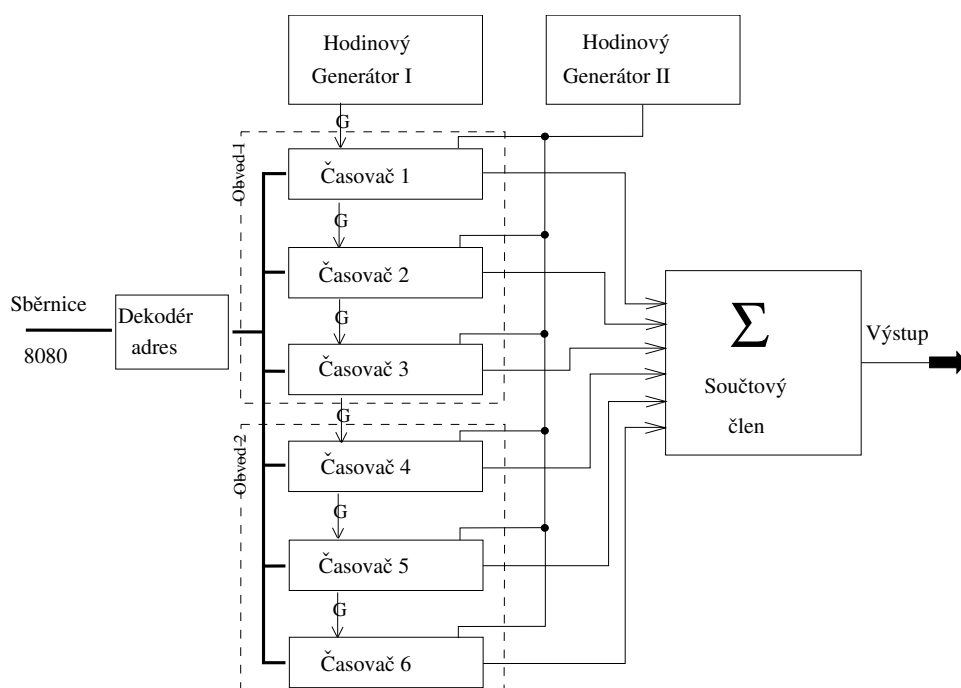 Hodinový
Generátor I
Hodinový
Generátor II
G
Obvod 1
Časovač 1
G
Časovač 2
G
Časovač 3
G
Sběrnice
8080
Dekodér
adres
Σ
Součtový
člen
Výstup
Obvod 2
Časovač 4
G
Časovač 5
G
Časovač 6